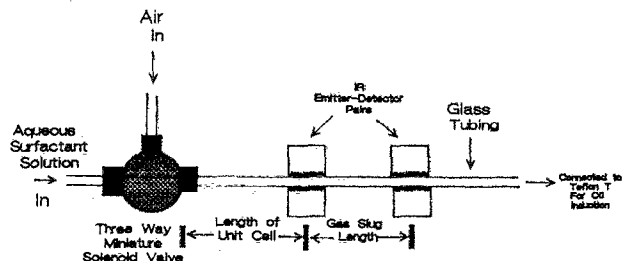 Air
In
IR
Emitter-Detector
Pairs
Glass
Tubing
Aqueous
Surfactant
Solution
In
Connected to
Teflon T
For Oil
Induction
Three Way
Miniature
Solenoid Valve
Length of
Unit Cell
Gas Slug
Length